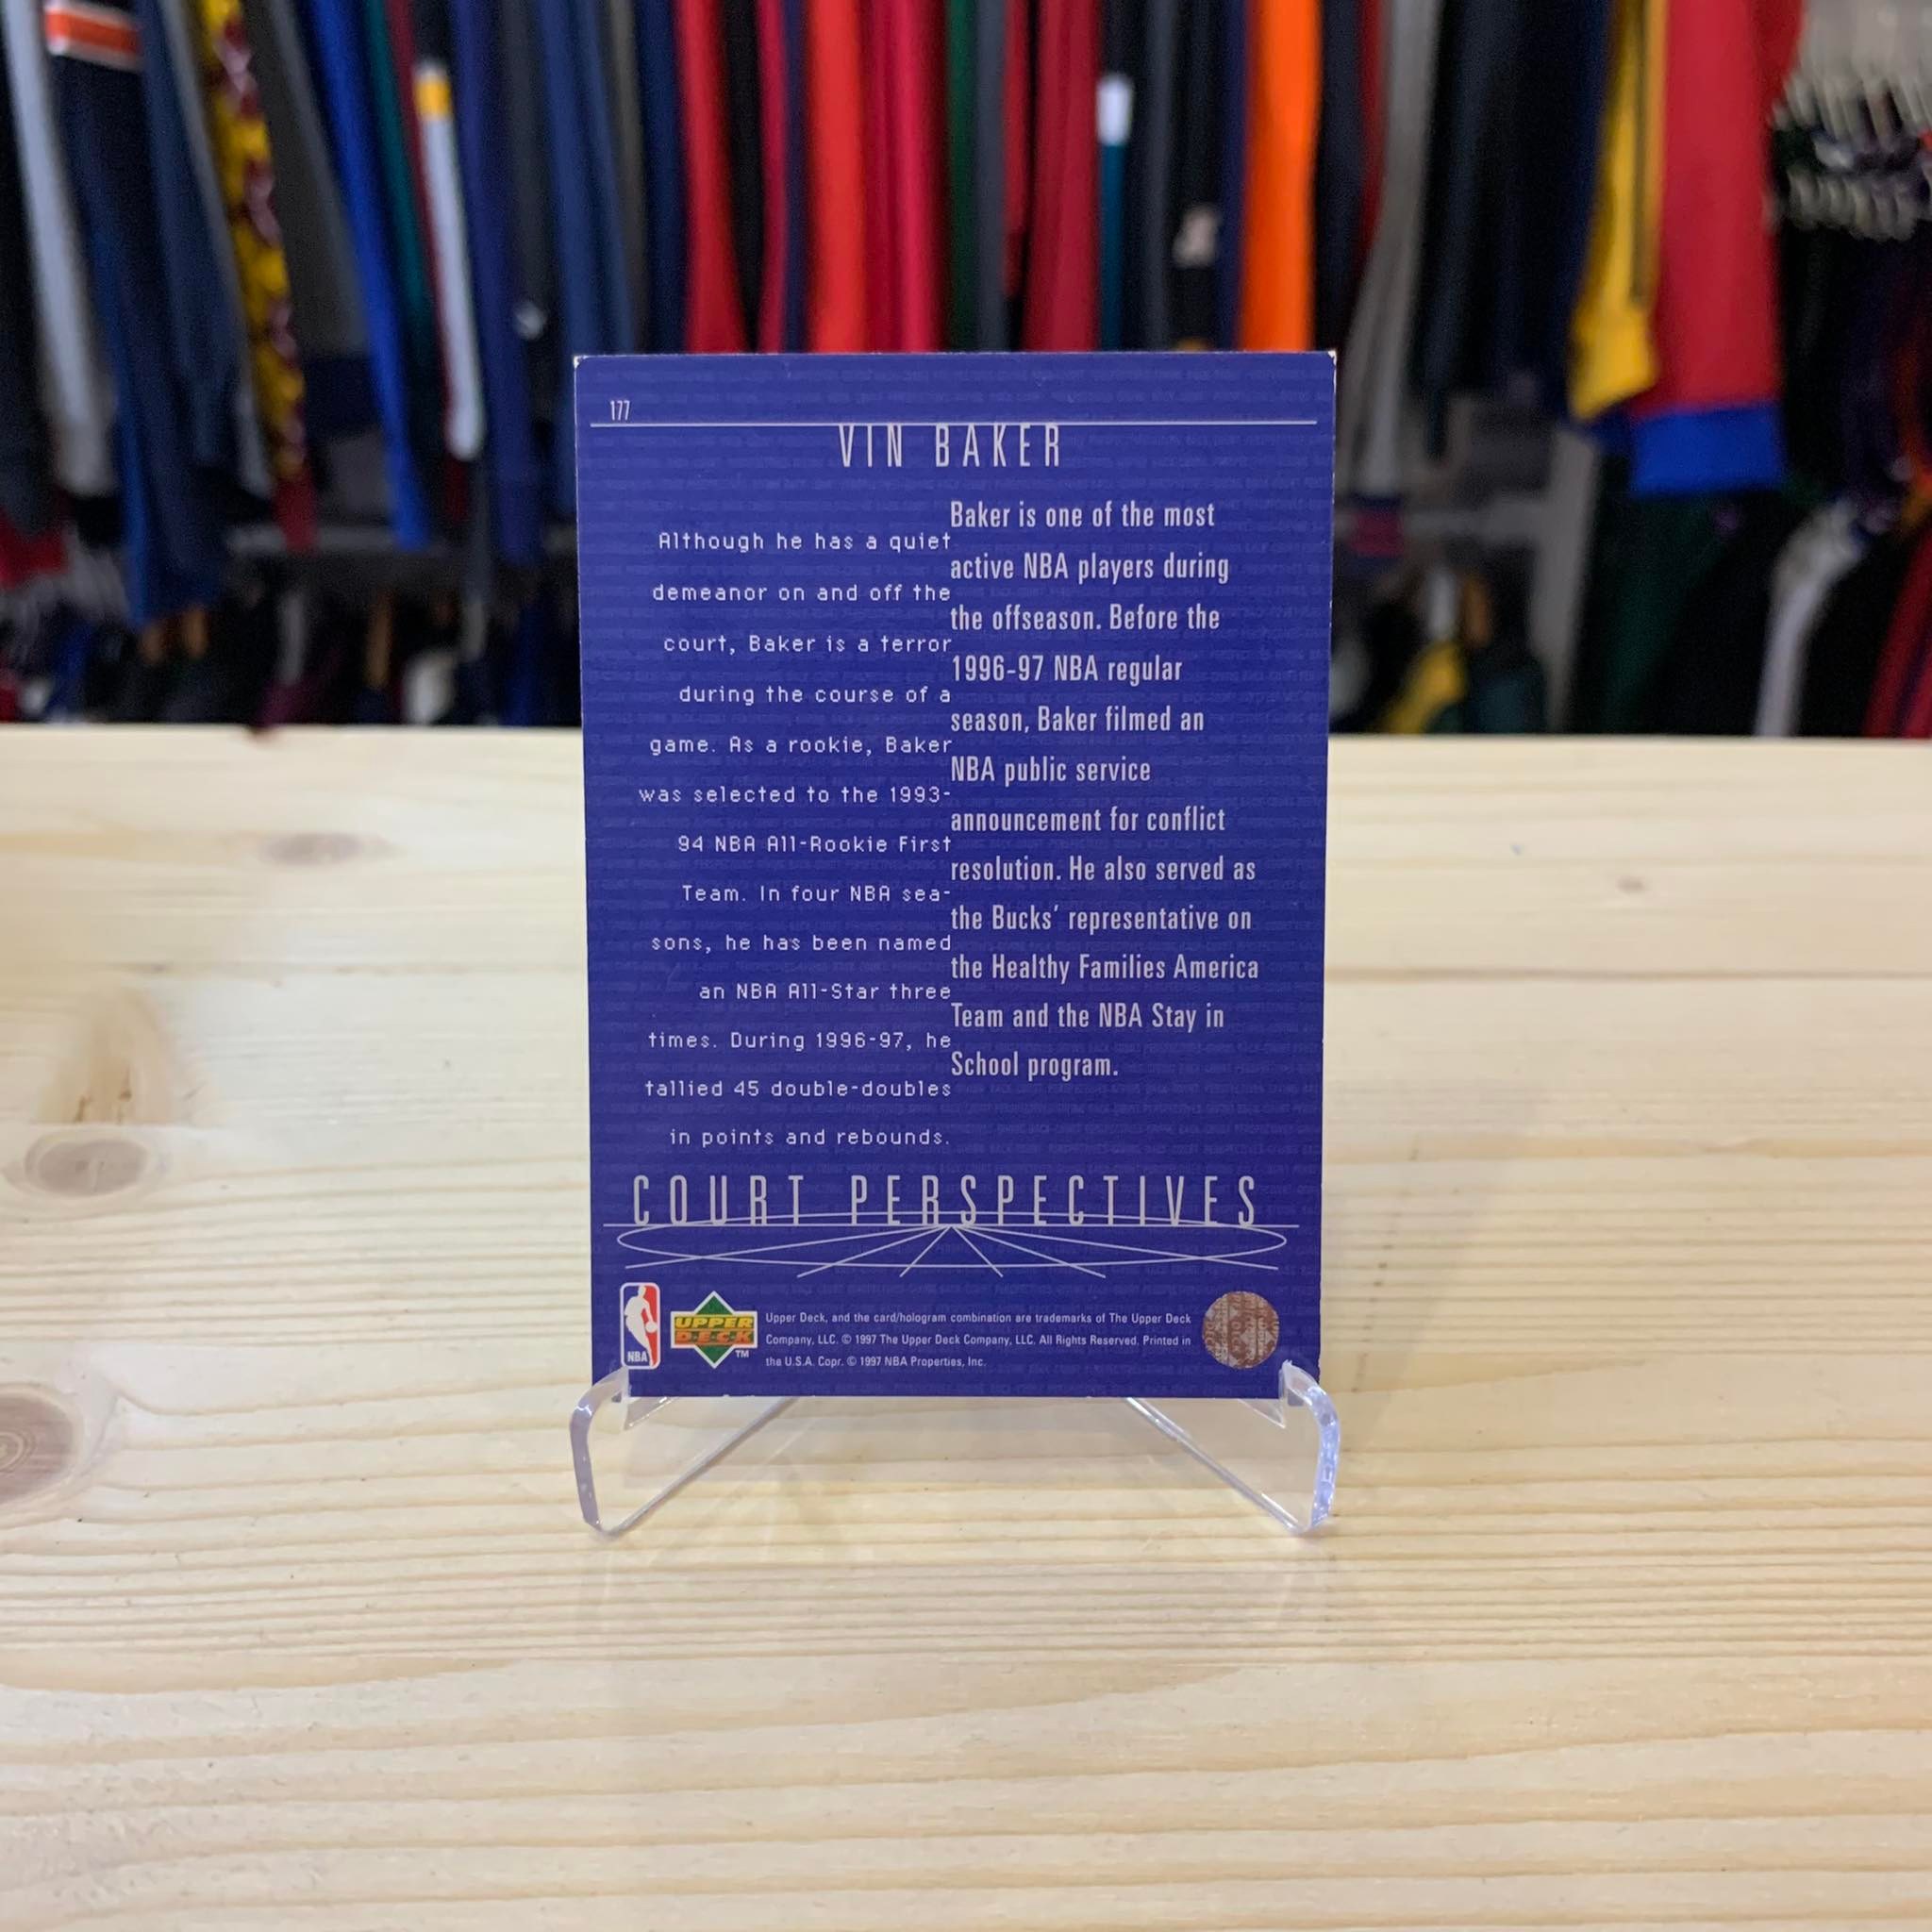 177
VIN BAKER
Although he has a quiet
demeanor on and off the
court, Baker is a terror
during the course of a
game. As a rookie, Baker
was selected to the 1993-
94 NBA All-Rookie First
Team. In four NBA sea-
sons, he has been named
an NBA All-Star three
times. During 1996-97, he
tallied 45 double-doubles
in points and rebounds.
Baker is one of the most
active NBA players during
the offseason. Before the
1996-97 NBA regular
season, Baker filmed an
NBA public service
announcement for conflict
resolution. He also served as
the Bucks' representative on
the Healthy Families America
Team and the NBA Stay in
School program.
COURT PERSPECTIVES
NBA
UPPER
DECK
TM
Upper Deck, and the card/hologram combination are trademarks of The Upper Deck
Company, LLC. © 1997 The Upper Deck Company, LLC. All Rights Reserved. Printed in
the U.S.A. Copr. © 1997 NBA Properties, Inc.